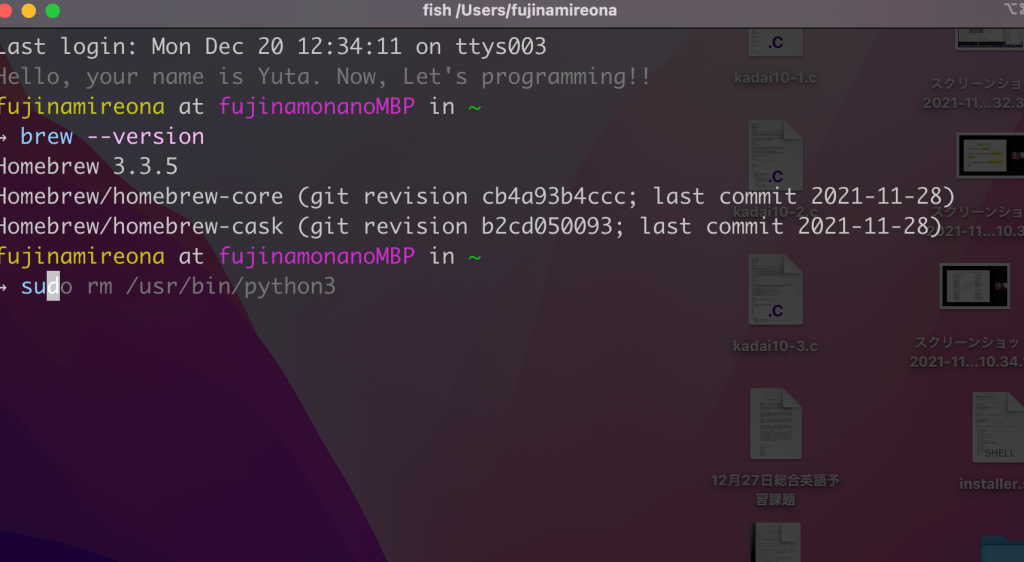 fish /Users/fujinamireona
Last login: Mon Dec 20 12:34:11 on ttys003
Hello, your name is Yuta. Now, Let's programming!!
fujinamireona at fujinamonanoMBP in ~
→ brew --version
Homebrew 3.3.5
Homebrew/homebrew-core (git revision cb4a93b4ccc; last commit 2021-11-28)
Homebrew/homebrew-cask (git revision b2cd050093; last commit 2021-11-28)
fujinamireona at fujinamonanoMBP in ~
→ sudo rm /usr/bin/python3
.C
kadai10-1.c
スクリーンショ
2021-11...32.3
.C
kadai10-2.c
スクリーンショ
2021-11...10.3
.C
kadai10-3.c
スクリーンショッ
2021-11...10.34.
12月27日総合英語予
習課題
SHELL
installer.s